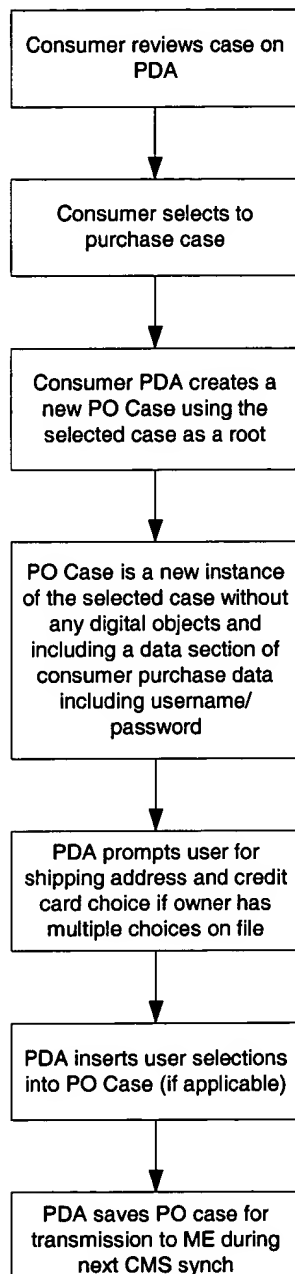 Consumer reviews case on
PDA
Consumer selects to
purchase case
Consumer PDA creates a
new PO Case using the
selected case as a root
PO Case is a new instance
of the selected case without
any digital objects and
including a data section of
consumer purchase data
including username/
password
PDA prompts user for
shipping address and credit
card choice if owner has
multiple choices on file
PDA inserts user selections
into PO Case (if applicable)
PDA saves PO case for
transmission to ME during
next CMS synch